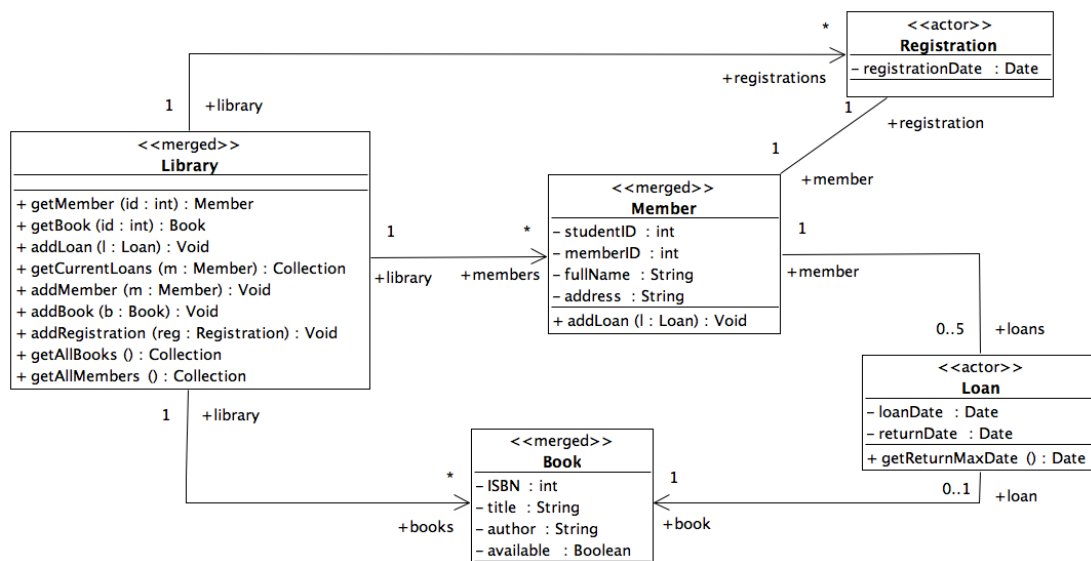 <<actor>>
Registration
– registrationDate : Date
*
+registrations
1
+library
1
+registration
1
+member
<<merged>>
Library
+ getMember (id : int) : Member
+ getBook (id : int) : Book
+ addLoan (l : Loan) : Void
+ getCurrentLoans (m : Member) : Collection
+ addMember (m : Member) : Void
+ addBook (b : Book) : Void
+ addRegistration (reg : Registration) : Void
+ getAllBooks () : Collection
+ getAllMembers () : Collection
1
+library
*
+members
<<merged>>
Member
– studentID : int
– memberID : int
– fullName : String
– address : String
+ addLoan (l : Loan) : Void
1
+member
0..5
+loans
<<actor>>
Loan
– loanDate : Date
– returnDate : Date
+ getReturnMaxDate () : Date
1
+library
*
+books
<<merged>>
Book
– ISBN : int
– title : String
– author : String
– available : Boolean
1
+book
0..1
+loan